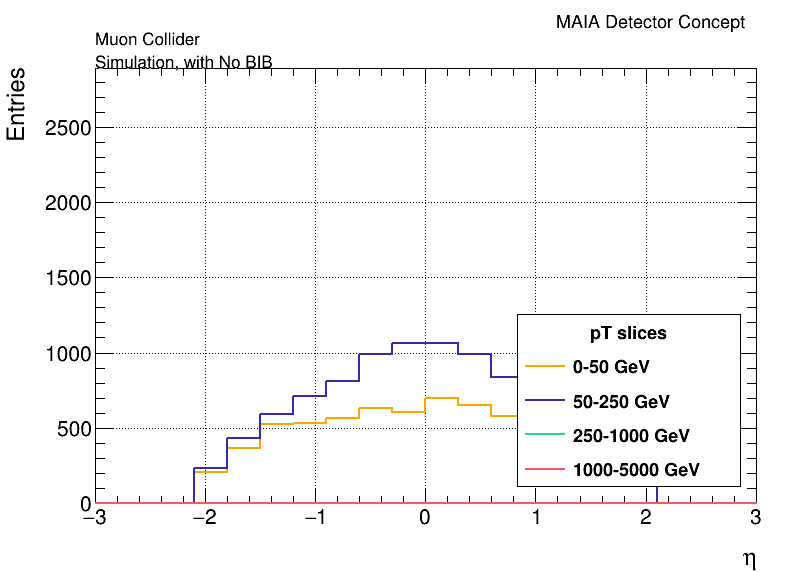 MAIA Detector Concept
Muon Collider
Simulation, with No BIB
Entries
2500
2000
1500
1000
500
0
pT slices
0-50 GeV
50-250 GeV
250-1000 GeV
1000-5000 GeV
−3 −2 −1 0 1 2 3
η